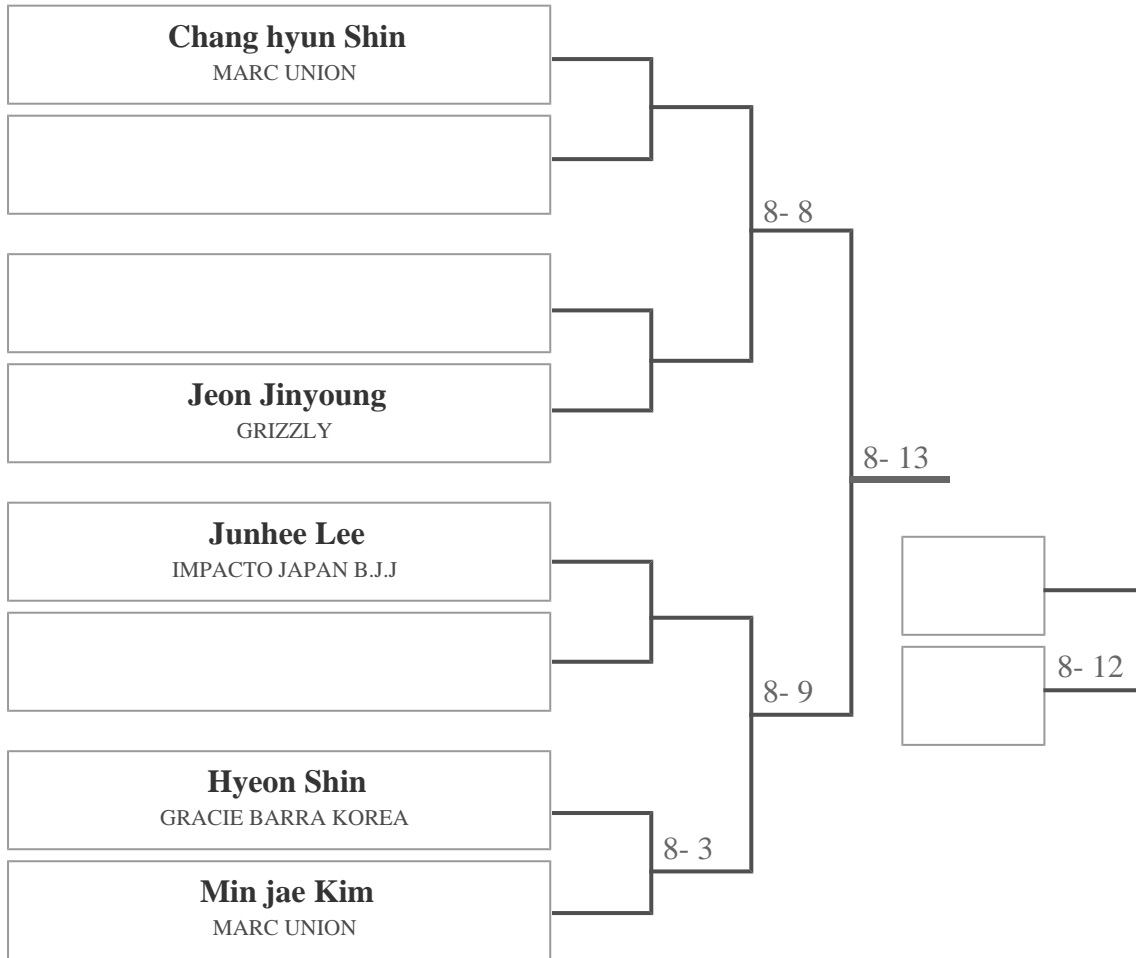 Chang hyun Shin
MARC UNION
8- 8
Jeon Jinyoung
GRIZZLY
8- 13
Junhee Lee
IMPACTO JAPAN B.J.J
8- 12
8- 9
Hyeon Shin
GRACIE BARRA KOREA
8- 3
Min jae Kim
MARC UNION